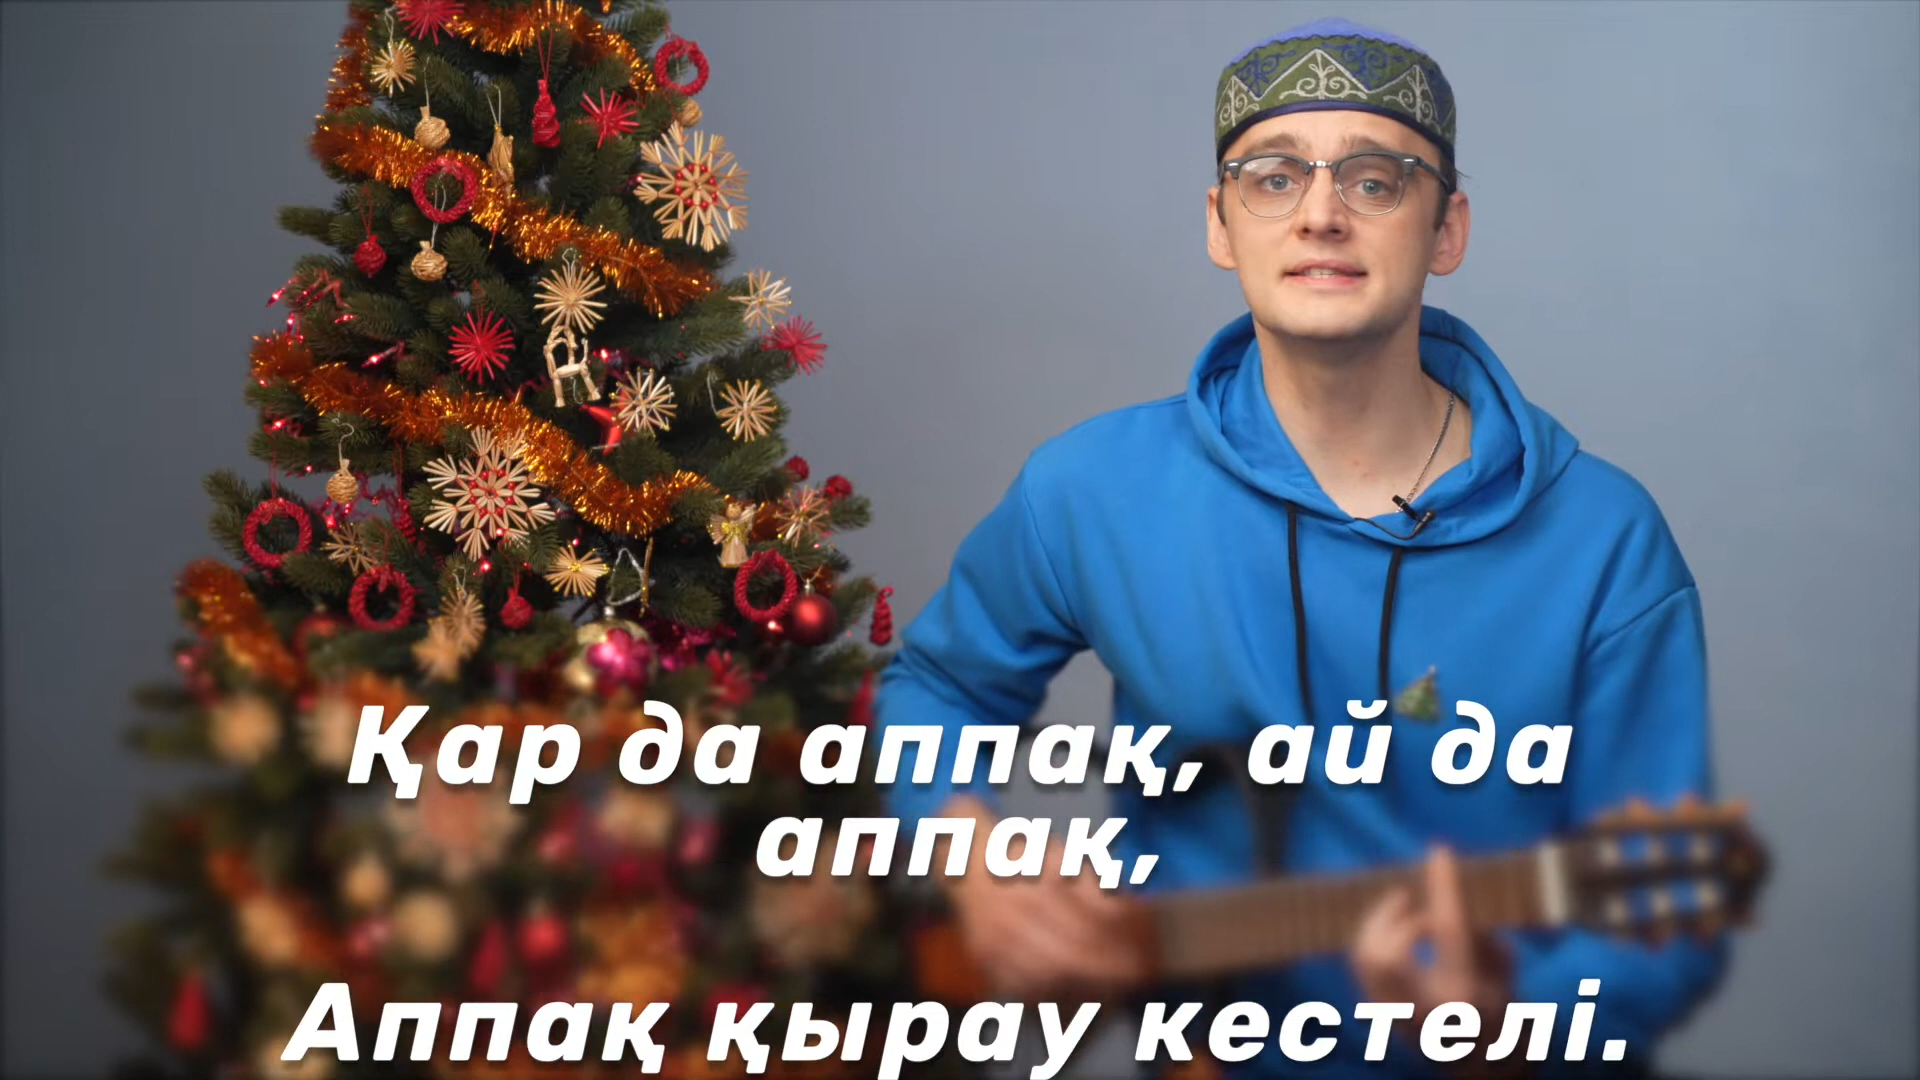 Қар да аппақ, ай да
аппақ,
Аппақ қырау кестелі.